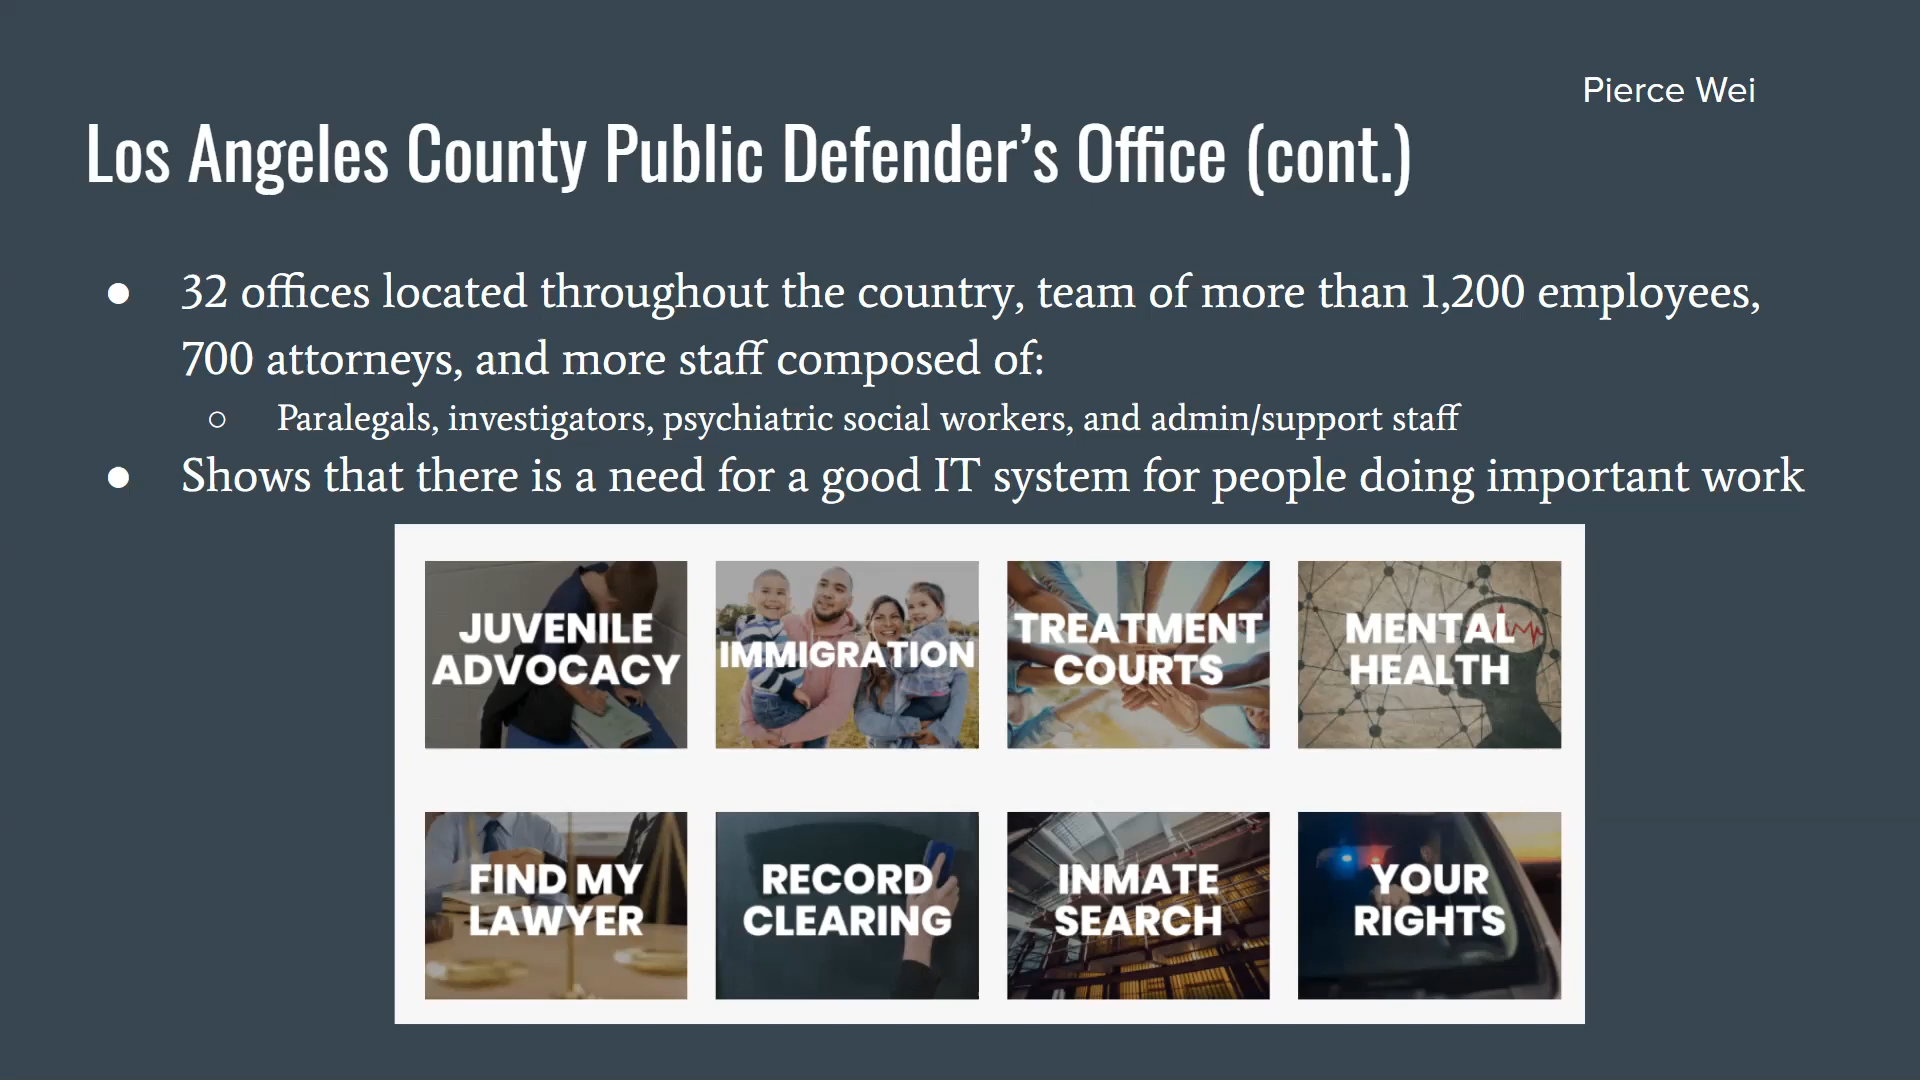 Pierce Wei
Los Angeles County Public Defender’s Office (cont.)
● 32 offices located throughout the country, team of more than 1,200 employees,
700 attorneys, and more staff composed of:
○ Paralegals, investigators, psychiatric social workers, and admin/support staff
● Shows that there is a need for a good IT system for people doing important work
JUVENILE
ADVOCACY
IMMIGRATION
TREATMENT
COURTS
MENTAL
HEALTH
FIND MY
LAWYER
RECORD
CLEARING
INMATE
SEARCH
YOUR
RIGHTS